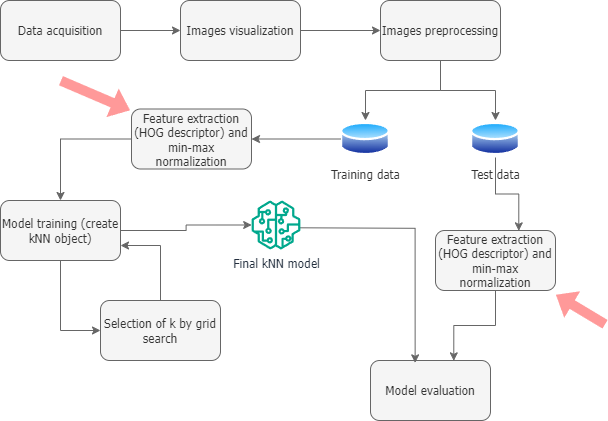 Data acquisition
Images visualization
Images preprocessing
Feature extraction
(HOG descriptor) and
min-max
normalization
Training data
Test data
Model training (create
kNN object)
Final kNN model
Feature extraction
(HOG descriptor) and
min-max
normalization
Selection of k by grid
search
Model evaluation